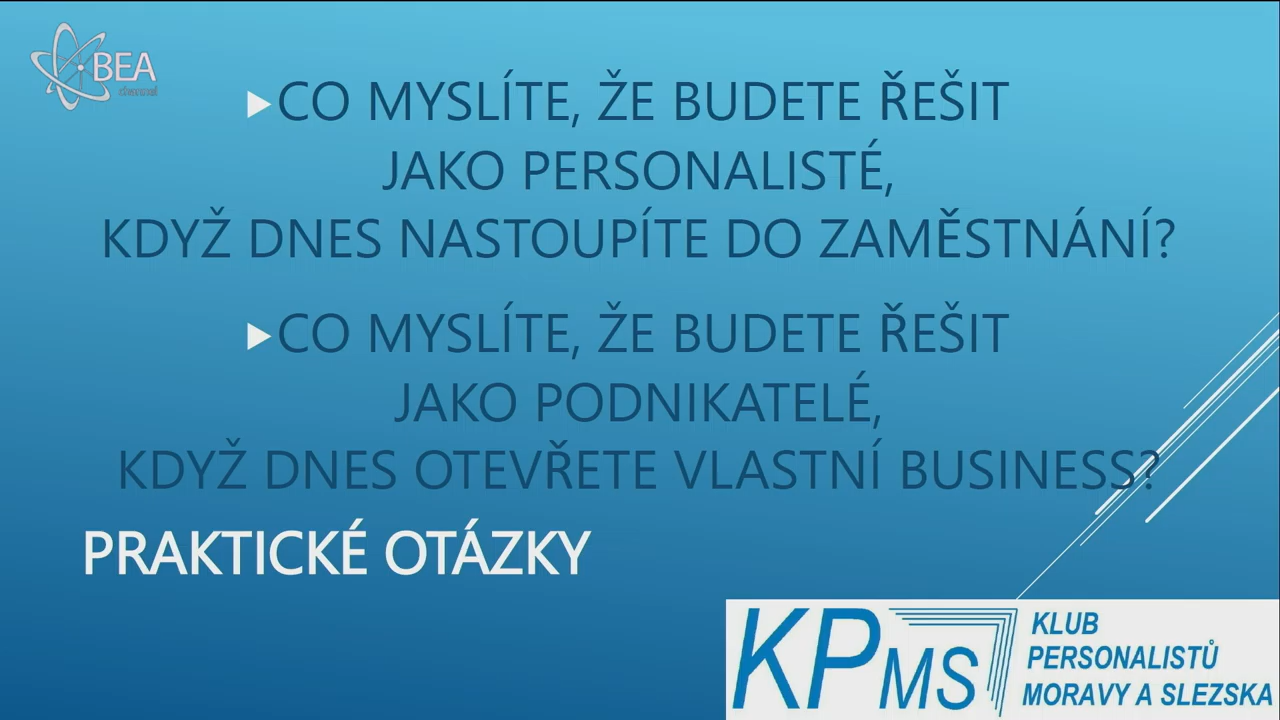 BEA
channel
CO MYSLÍTE, ŽE BUDETE ŘEŠIT
JAKO PERSONALISTÉ,
KDYŽ DNES NASTOUPÍTE DO ZAMĚSTNÁNÍ?
CO MYSLÍTE, ŽE BUDETE ŘEŠIT
JAKO PODNIKATELÉ,
KDYŽ DNES OTEVŘETE VLASTNÍ BUSINESS?
PRAKTICKÉ OTÁZKY
KPMS
KLUB
PERSONALISTŮ
MORAVY A SLEZSKA